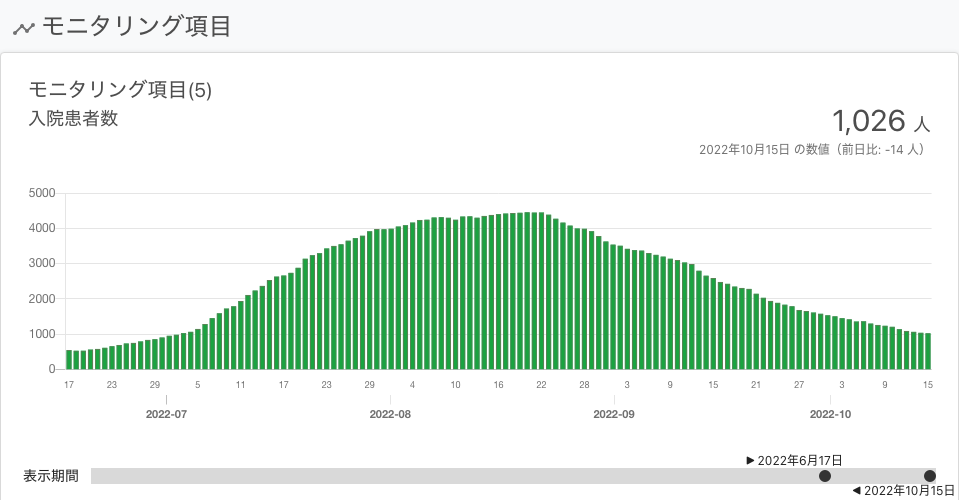 モニタリング項目
モニタリング項目(5)
入院患者数
1,026 人
2022年10月15日 の数値（前日比: -14 人）
5000
4000
3000
2000
1000
0
17 23 29 5 11 17 23 29 4 10 16 22 28 3 9 15 21 27 3 9 15
2022-07 2022-08 2022-09 2022-10
2022年6月17日
表示期間
2022年10月15日